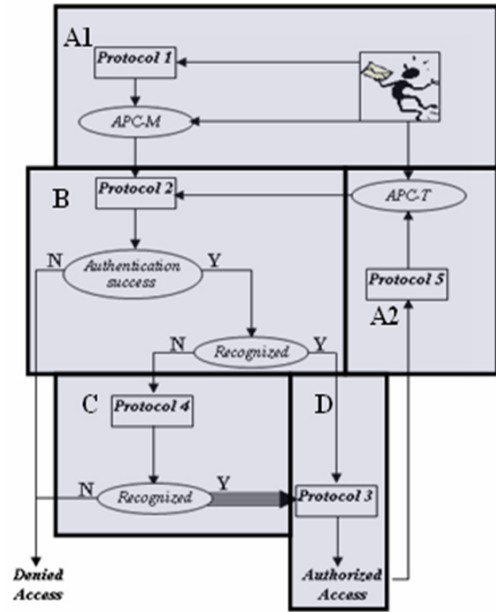 A1
Protocol 1
APC-M
B
Protocol 2
APC-T
N
Authentication
success
Y
Protocol 5
A2
N
Recognized
Y
C
Protocol 4
D
N
Recognized
Y
Protocol 3
Denied
Access
Authorized
Access